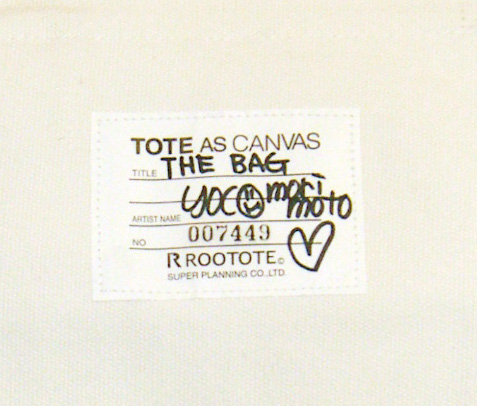 TOTE AS CANVAS
TITLE THE BAG
ARTIST NAME yoco morimoto
NO 007449
ROOTOTE©
SUPER PLANNING CO.,LTD.